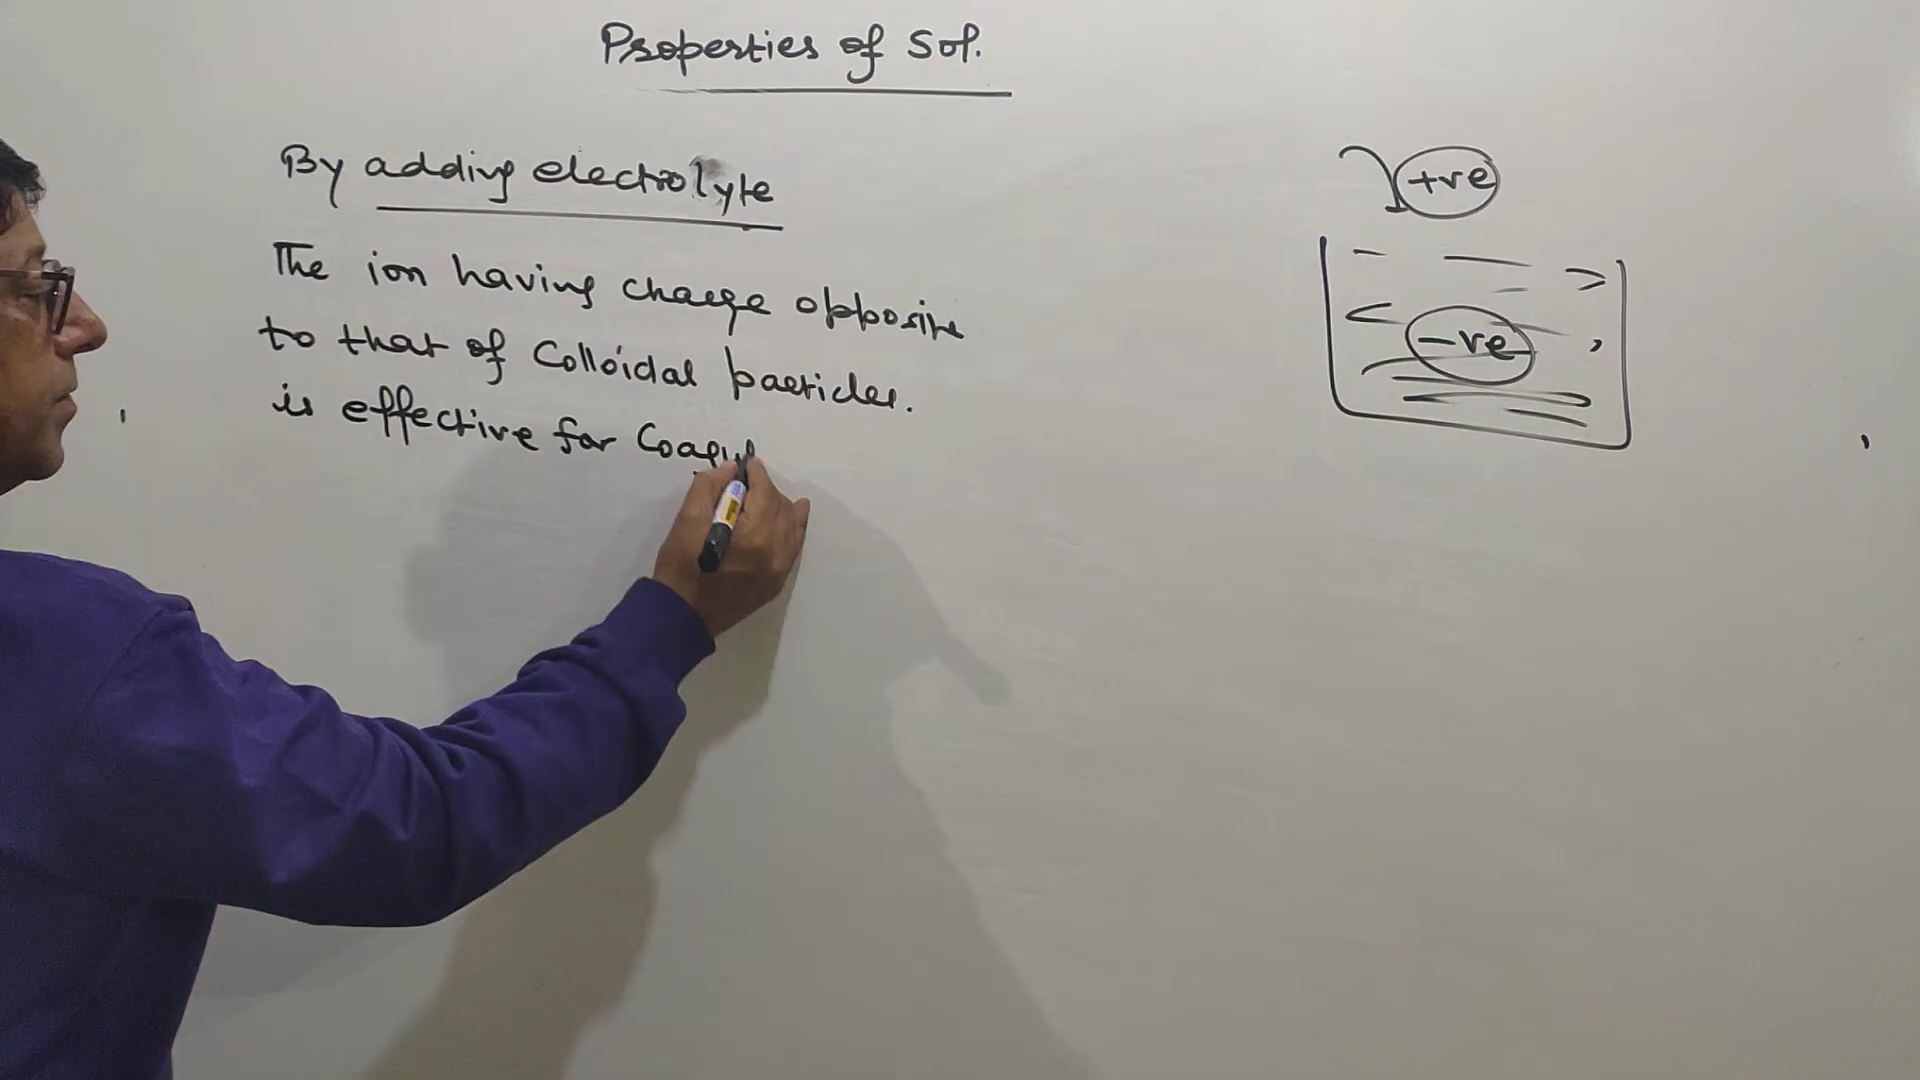 Properties of Sol.
By adding electrolyte
The ion having charge opposite
to that of Colloidal particles.
is effective for Coagul
+ve
-ve